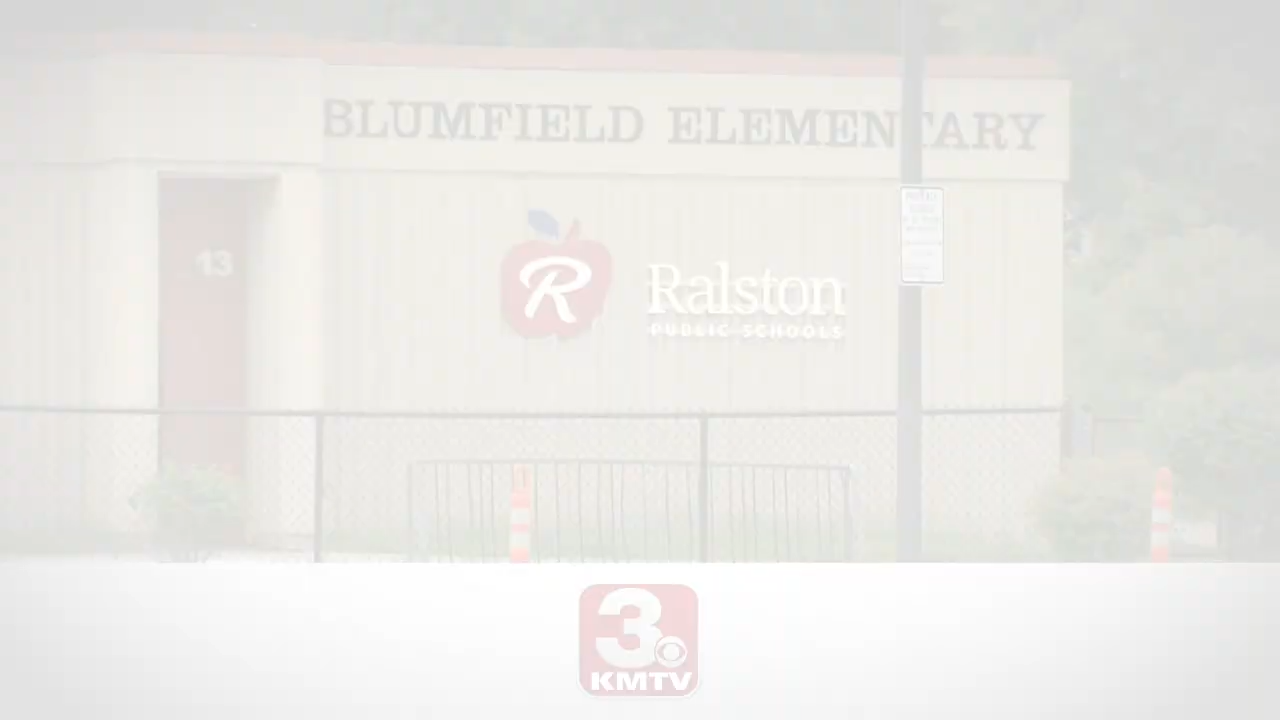 BLUMFIELD ELEMENTARY
13
R
Ralston
PUBLIC SCHOOLS
3
KMTV